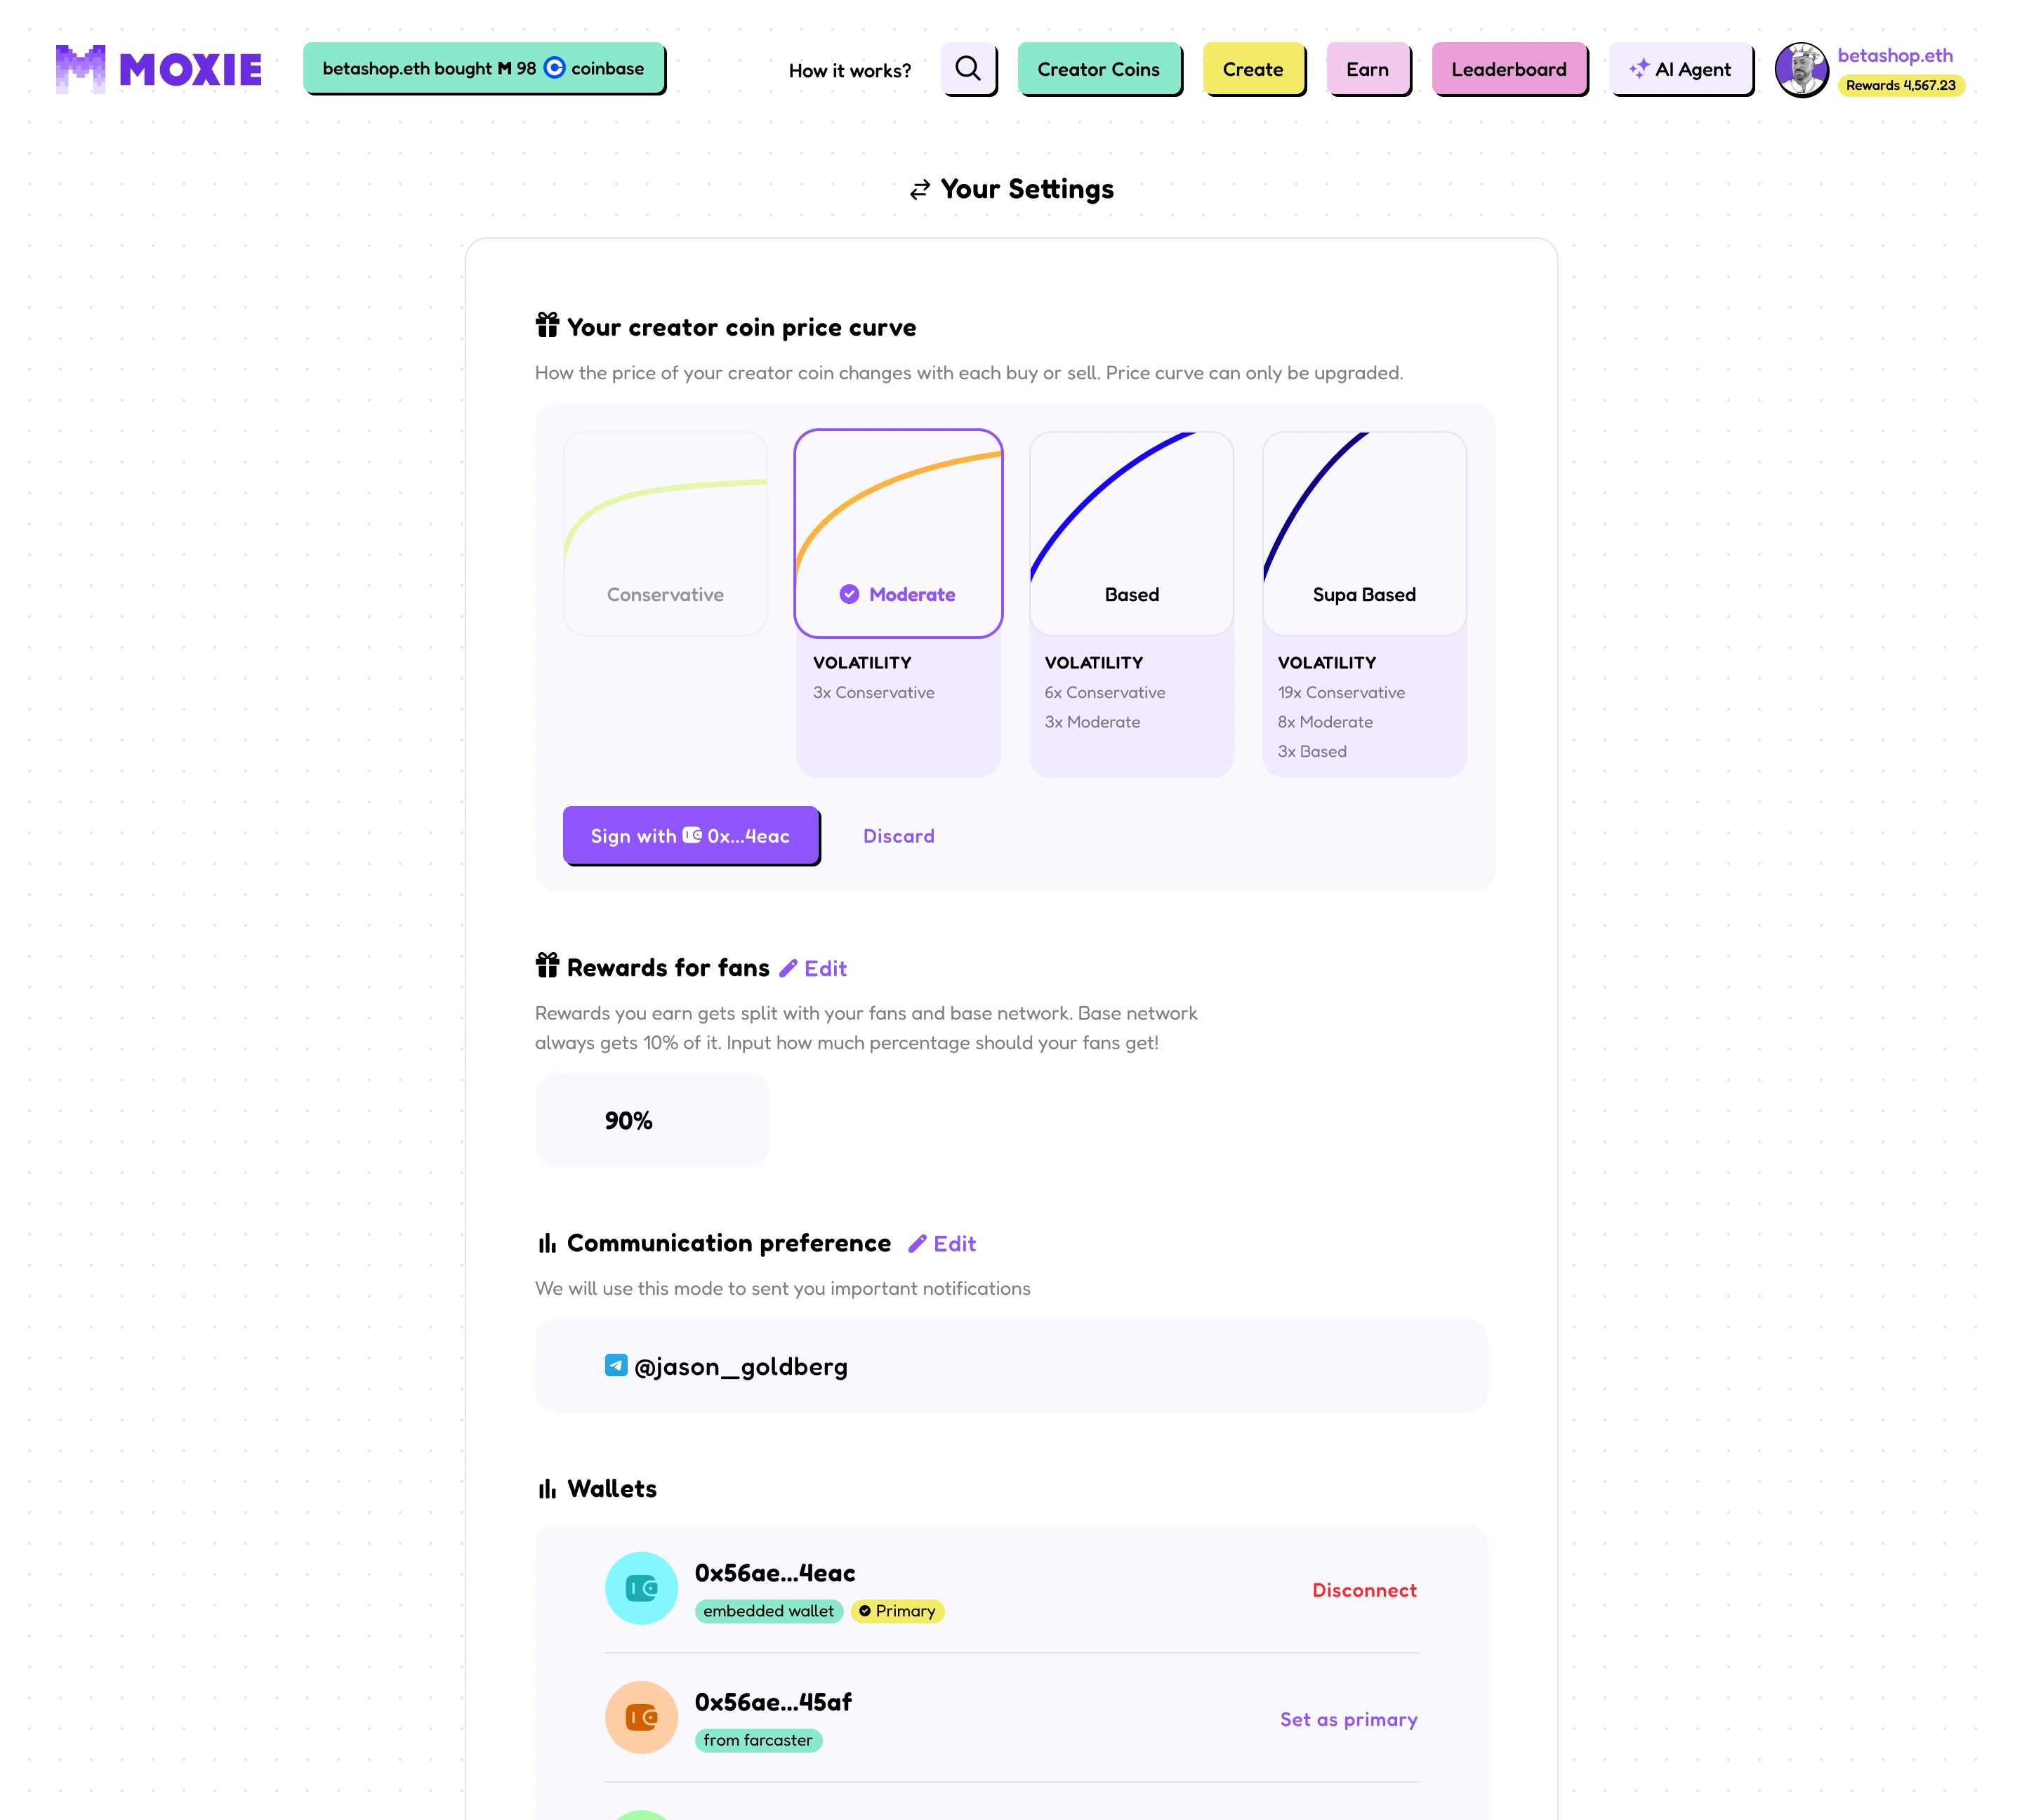 MOXIE
betashop.eth bought M 98 coinbase
How it works?
Creator Coins
Create
Earn
Leaderboard
AI Agent
betashop.eth
Rewards 4,567.23
Your Settings
Your creator coin price curve
How the price of your creator coin changes with each buy or sell. Price curve can only be upgraded.
Conservative
Moderate
VOLATILITY
3x Conservative
Based
VOLATILITY
6x Conservative
3x Moderate
Supa Based
VOLATILITY
19x Conservative
8x Moderate
3x Based
Sign with 0x...4eac
Discard
Rewards for fans Edit
Rewards you earn gets split with your fans and base network. Base network
always gets 10% of it. Input how much percentage should your fans get!
90%
Communication preference Edit
We will use this mode to sent you important notifications
@jason_goldberg
Wallets
0x56ae...4eac
embedded wallet Primary
Disconnect
0x56ae...45af
from farcaster
Set as primary